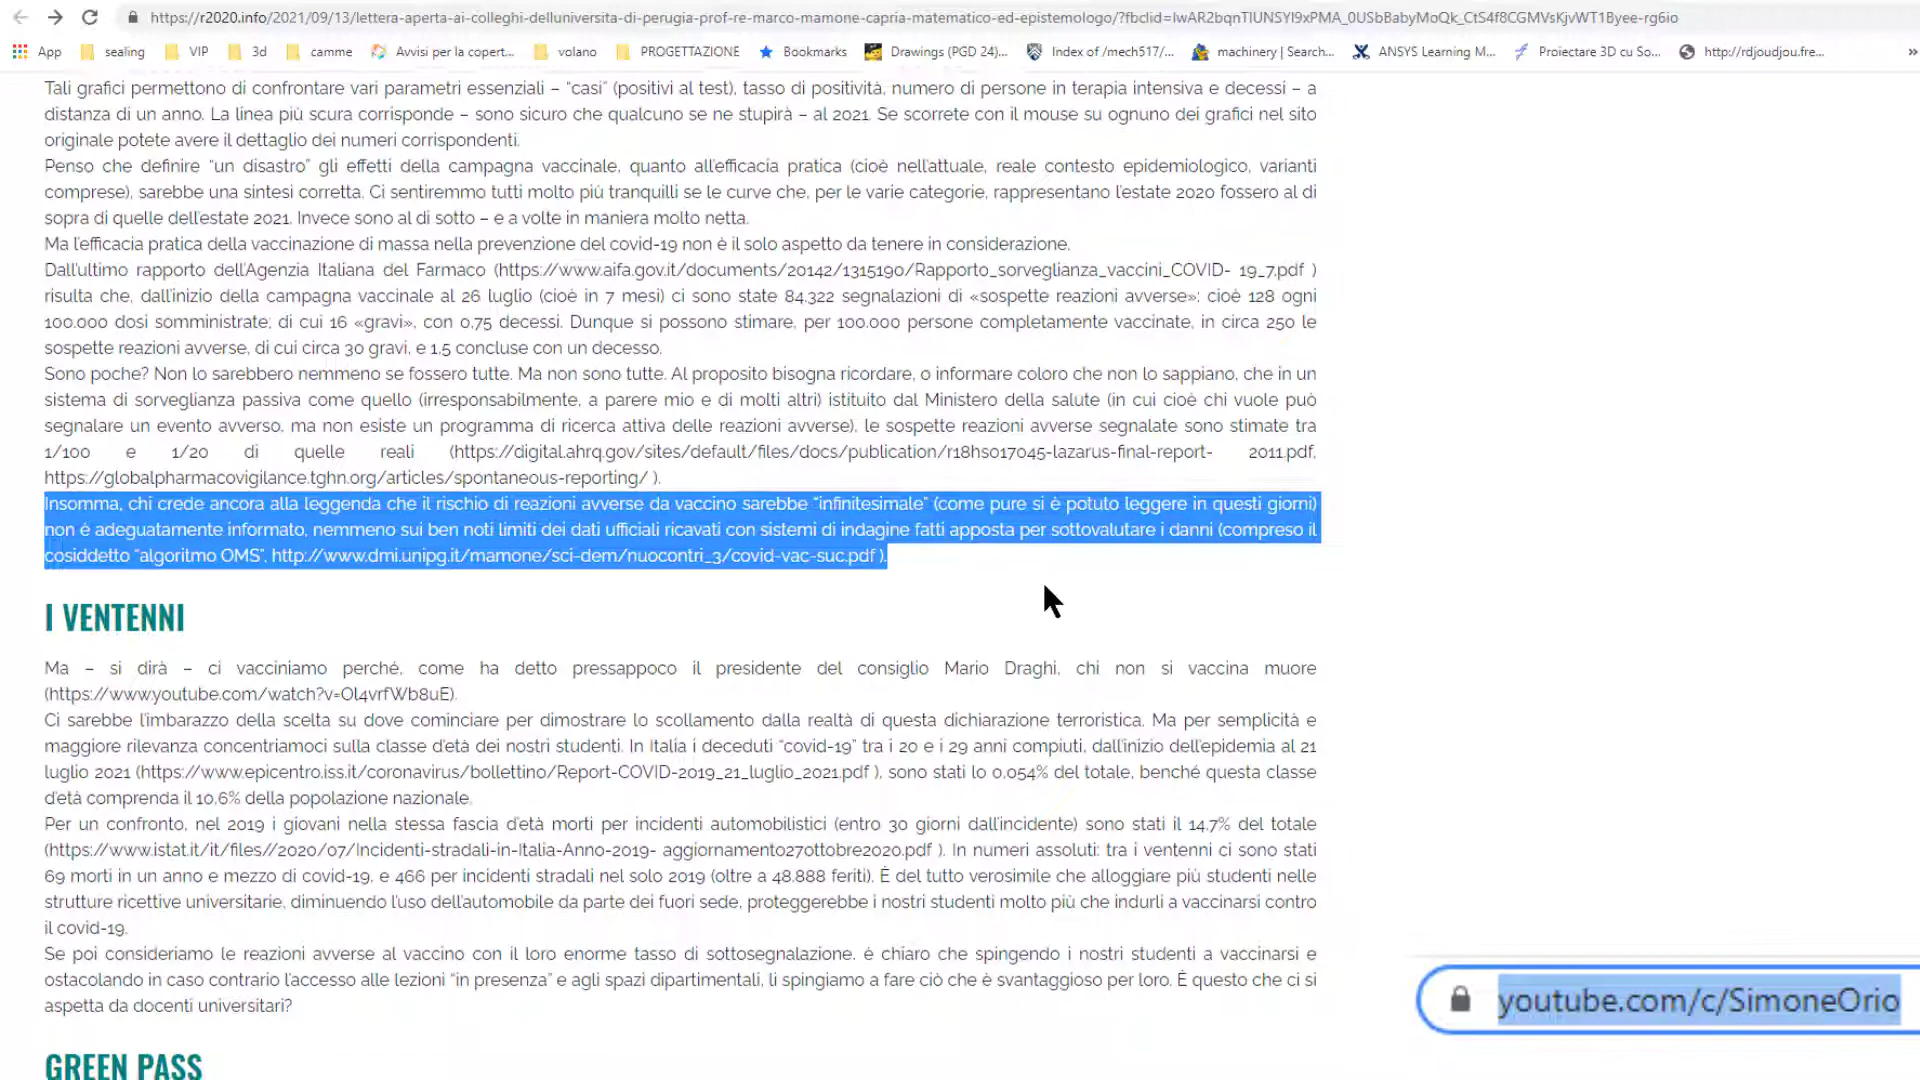 https://r2020.info/2021/09/13/lettera-aperta-ai-colleghi-delluniversita-di-perugia-prof-re-marco-mamone-capria-matematico-ed-epistemologo/?fbclid=IwAR2bqnTIUNSYI9xPMA_0USbBabyMoQk_CtS4f8CGMVsKjvWT1Byee-rg6io
App sealing VIP 3d camme Avvisi per la copert... volano PROGETTAZIONE Bookmarks Drawings (PGD 24)... Index of /mech517/... machinery | Search... ANSYS Learning M... Proiectare 3D cu So... http://rdjoudjou.fre... »
Tali grafici permettono di confrontare vari parametri essenziali – “casi” (positivi al test), tasso di positività, numero di persone in terapia intensiva e decessi – a
distanza di un anno. La linea più scura corrisponde – sono sicuro che qualcuno se ne stupirà – al 2021. Se scorrete con il mouse su ognuno dei grafici nel sito
originale potete avere il dettaglio dei numeri corrispondenti.
Penso che definire “un disastro” gli effetti della campagna vaccinale, quanto all’efficacia pratica (cioè nell’attuale, reale contesto epidemiologico, varianti
comprese), sarebbe una sintesi corretta. Ci sentiremmo tutti molto più tranquilli se le curve che, per le varie categorie, rappresentano l’estate 2020 fossero al di
sopra di quelle dell’estate 2021. Invece sono al di sotto – e a volte in maniera molto netta.
Ma l’efficacia pratica della vaccinazione di massa nella prevenzione del covid-19 non è il solo aspetto da tenere in considerazione.
Dall’ultimo rapporto dell’Agenzia Italiana del Farmaco (https://www.aifa.gov.it/documents/20142/1315190/Rapporto_sorveglianza_vaccini_COVID- 19_7.pdf )
risulta che, dall’inizio della campagna vaccinale al 26 luglio (cioè in 7 mesi) ci sono state 84.322 segnalazioni di «sospette reazioni avverse»: cioè 128 ogni
100.000 dosi somministrate; di cui 16 «gravi», con 0,75 decessi. Dunque si possono stimare, per 100.000 persone completamente vaccinate, in circa 250 le
sospette reazioni avverse, di cui circa 30 gravi, e 1,5 concluse con un decesso.
Sono poche? Non lo sarebbero nemmeno se fossero tutte. Ma non sono tutte. Al proposito bisogna ricordare, o informare coloro che non lo sappiano, che in un
sistema di sorveglianza passiva come quello (irresponsabilmente, a parere mio e di molti altri) istituito dal Ministero della salute (in cui cioè chi vuole può
segnalare un evento avverso, ma non esiste un programma di ricerca attiva delle reazioni avverse), le sospette reazioni avverse segnalate sono stimate tra
1/100 e 1/20 di quelle reali (https://digital.ahrq.gov/sites/default/files/docs/publication/r18hs017045-lazarus-final-report- 2011.pdf,
https://globalpharmacovigilance.tghn.org/articles/spontaneous-reporting/ ).
Insomma, chi crede ancora alla leggenda che il rischio di reazioni avverse da vaccino sarebbe “infinitesimale” (come pure si è potuto leggere in questi giorni)
non è adeguatamente informato, nemmeno sui ben noti limiti dei dati ufficiali ricavati con sistemi di indagine fatti apposta per sottovalutare i danni (compreso il
cosiddetto “algoritmo OMS”, http://www.dmi.unipg.it/mamone/sci-dem/nuocontri_3/covid-vac-suc.pdf ).
I VENTENNI
Ma – si dirà – ci vacciniamo perché, come ha detto pressappoco il presidente del consiglio Mario Draghi, chi non si vaccina muore
(https://www.youtube.com/watch?v=Ol4vrfWb8uE).
Ci sarebbe l’imbarazzo della scelta su dove cominciare per dimostrare lo scollamento dalla realtà di questa dichiarazione terroristica. Ma per semplicità e
maggiore rilevanza concentriamoci sulla classe d’età dei nostri studenti. In Italia i deceduti “covid-19” tra i 20 e i 29 anni compiuti, dall’inizio dell’epidemia al 21
luglio 2021 (https://www.epicentro.iss.it/coronavirus/bollettino/Report-COVID-2019_21_luglio_2021.pdf ), sono stati lo 0,054% del totale, benché questa classe
d’età comprenda il 10,6% della popolazione nazionale.
Per un confronto, nel 2019 i giovani nella stessa fascia d’età morti per incidenti automobilistici (entro 30 giorni dall’incidente) sono stati il 14,7% del totale
(https://www.istat.it/it/files//2020/07/Incidenti-stradali-in-Italia-Anno-2019- aggiornamento27ottobre2020.pdf ). In numeri assoluti: tra i ventenni ci sono stati
69 morti in un anno e mezzo di covid-19, e 466 per incidenti stradali nel solo 2019 (oltre a 48.888 feriti). È del tutto verosimile che alloggiare più studenti nelle
strutture ricettive universitarie, diminuendo l’uso dell’automobile da parte dei fuori sede, proteggerebbe i nostri studenti molto più che indurli a vaccinarsi contro
il covid-19.
Se poi consideriamo le reazioni avverse al vaccino con il loro enorme tasso di sottosegnalazione, è chiaro che spingendo i nostri studenti a vaccinarsi e
ostacolando in caso contrario l’accesso alle lezioni “in presenza” e agli spazi dipartimentali, li spingiamo a fare ciò che è svantaggioso per loro. È questo che ci si
aspetta da docenti universitari?
youtube.com/c/SimoneOrio
GREEN PASS